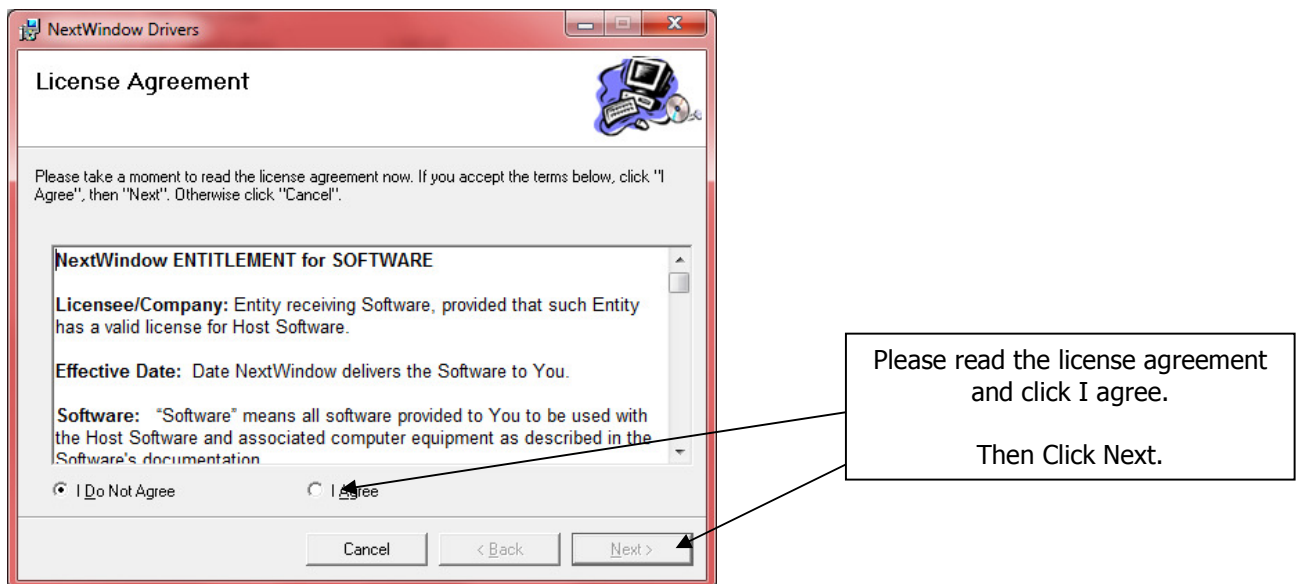 NextWindow Drivers
License Agreement
Please take a moment to read the license agreement now. If you accept the terms below, click "I
Agree", then "Next". Otherwise click "Cancel".
NextWindow ENTITLEMENT for SOFTWARE
Licensee/Company: Entity receiving Software, provided that such Entity
has a valid license for Host Software.
Effective Date: Date NextWindow delivers the Software to You.
Software: “Software” means all software provided to You to be used with
the Host Software and associated computer equipment as described in the
Software's documentation
I Do Not Agree
I Agree
Cancel
< Back
Next >
Please read the license agreement
and click I agree.
Then Click Next.